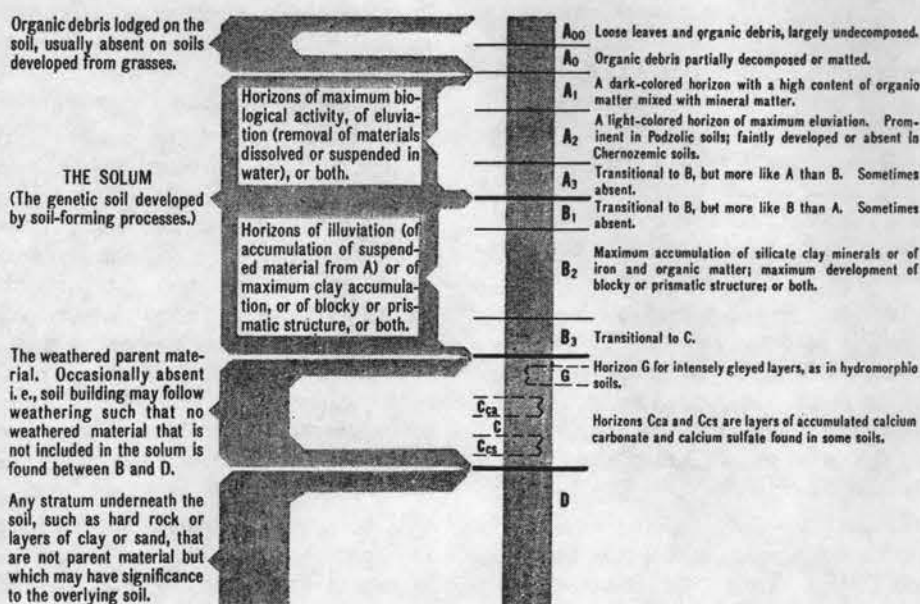 Organic debris lodged on the
soil, usually absent on soils
developed from grasses.
THE SOLUM
(The genetic soil developed
by soil-forming processes.)
The weathered parent mate-
rial. Occasionally absent
i. e., soil building may follow
weathering such that no
weathered material that is
not included in the solum is
found between B and D.
Any stratum underneath the
soil, such as hard rock or
layers of clay or sand, that
are not parent material but
which may have significance
to the overlying soil.
Horizons of maximum bio-
logical activity, of eluvia-
tion (removal of materials
dissolved or suspended in
water), or both.
Horizons of illuviation (of
accumulation of suspend-
ed material from A) or of
maximum clay accumula-
tion, or of blocky or pris-
matic structure, or both.
A00 Loose leaves and organic debris, largely undecomposed.
A0 Organic debris partially decomposed or matted.
A1 A dark-colored horizon with a high content of organic
matter mixed with mineral matter.
A2 A light-colored horizon of maximum eluviation. Prom-
inent in Podzolic soils; faintly developed or absent in
Chernozemic soils.
A3 Transitional to B, but more like A than B. Sometimes
absent.
B1 Transitional to B, but more like B than A. Sometimes
absent.
B2 Maximum accumulation of silicate clay minerals or of
iron and organic matter; maximum development of
blocky or prismatic structure; or both.
B3 Transitional to C.
G Horizon G for intensely gleyed layers, as in hydromorphic
soils.
Cca
C
Ccs
Horizons Cca and Ccs are layers of accumulated calcium
carbonate and calcium sulfate found in some soils.
D